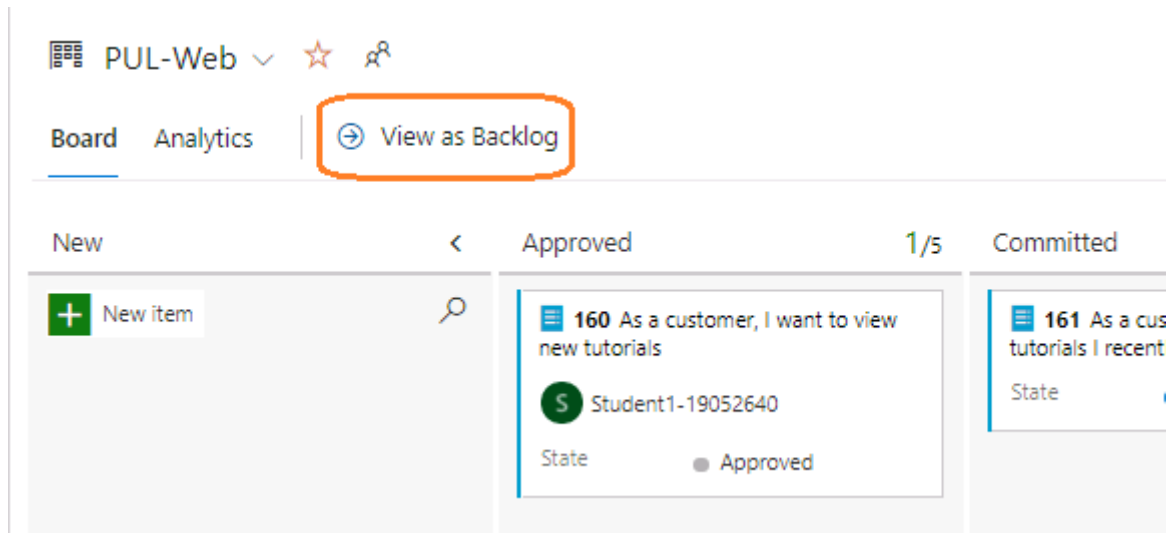 PUL-Web
Board Analytics View as Backlog
New Approved 1/5 Committed
New item
160 As a customer, I want to view
new tutorials
Student1-19052640
State Approved
161 As a cus
tutorials I recent
State